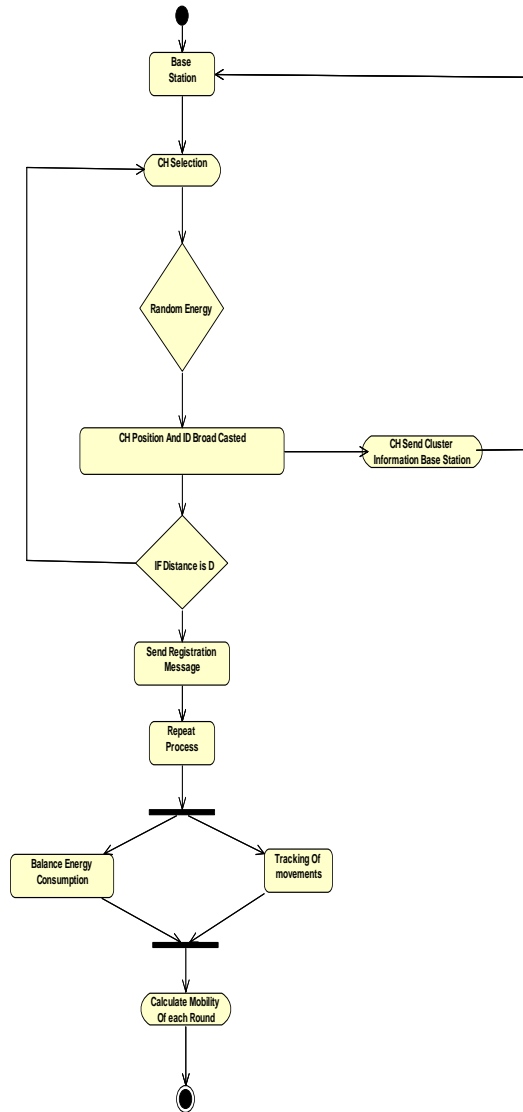 Base
Station
CH Selection
Random Energy
CH Position And ID Broad Casted
CH Send Cluster
Information Base Station
IF Distance is D
Send Registration
Message
Repeat
Process
Balance Energy
Consumption
Tracking Of
movements
Calculate Mobility
Of each Round